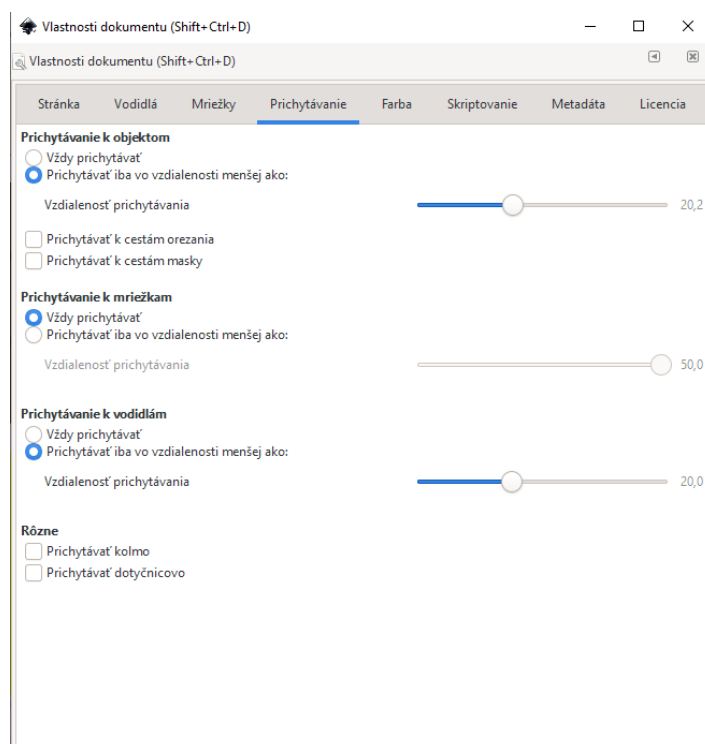 Vlastnosti dokumentu (Shift+Ctrl+D)
Vlastnosti dokumentu (Shift+Ctrl+D)
Stránka Vodidlá Mriežky Prichytávanie Farba Skriptovanie Metadáta Licencia
Prichytávanie k objektom
Vždy prichytávať
Prichytávať iba vo vzdialenosti menšej ako:
Vzdialenosť prichytávania 20,2
Prichytávať k cestám orezania
Prichytávať k cestám masky
Prichytávanie k mriežkam
Vždy prichytávať
Prichytávať iba vo vzdialenosti menšej ako:
Vzdialenosť prichytávania 50,0
Prichytávanie k vodidlám
Vždy prichytávať
Prichytávať iba vo vzdialenosti menšej ako:
Vzdialenosť prichytávania 20,0
Rôzne
Prichytávať kolmo
Prichytávať dotyčnicovo